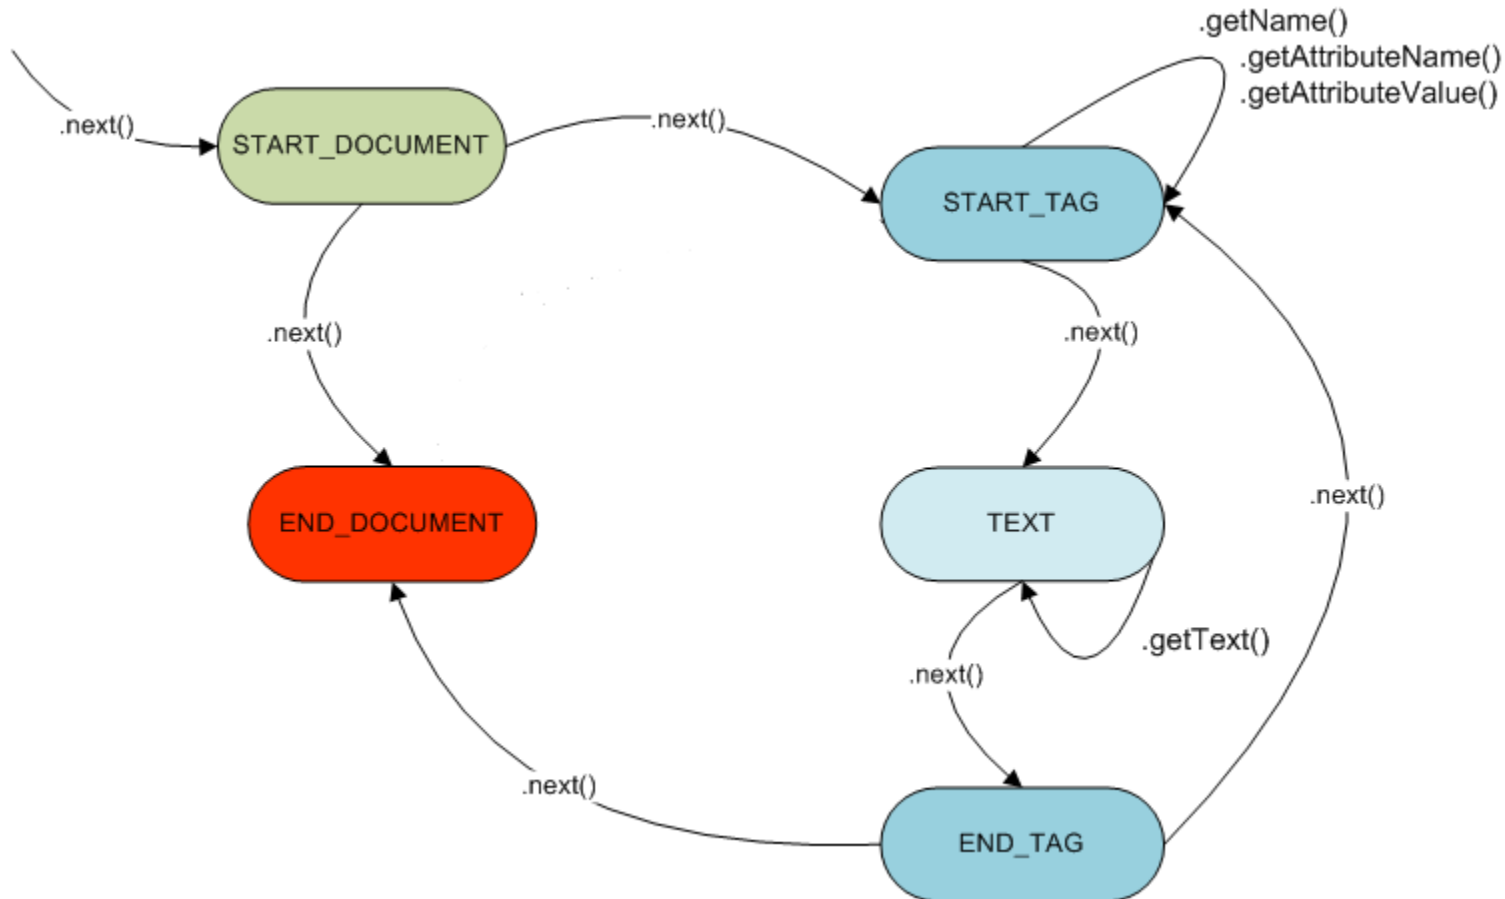 .getName()
.getAttributeName()
.getAttributeValue()
.next()
START_DOCUMENT
.next()
START_TAG
.next()
.next()
END_DOCUMENT
TEXT
.next()
.getText()
.next()
.next()
END_TAG